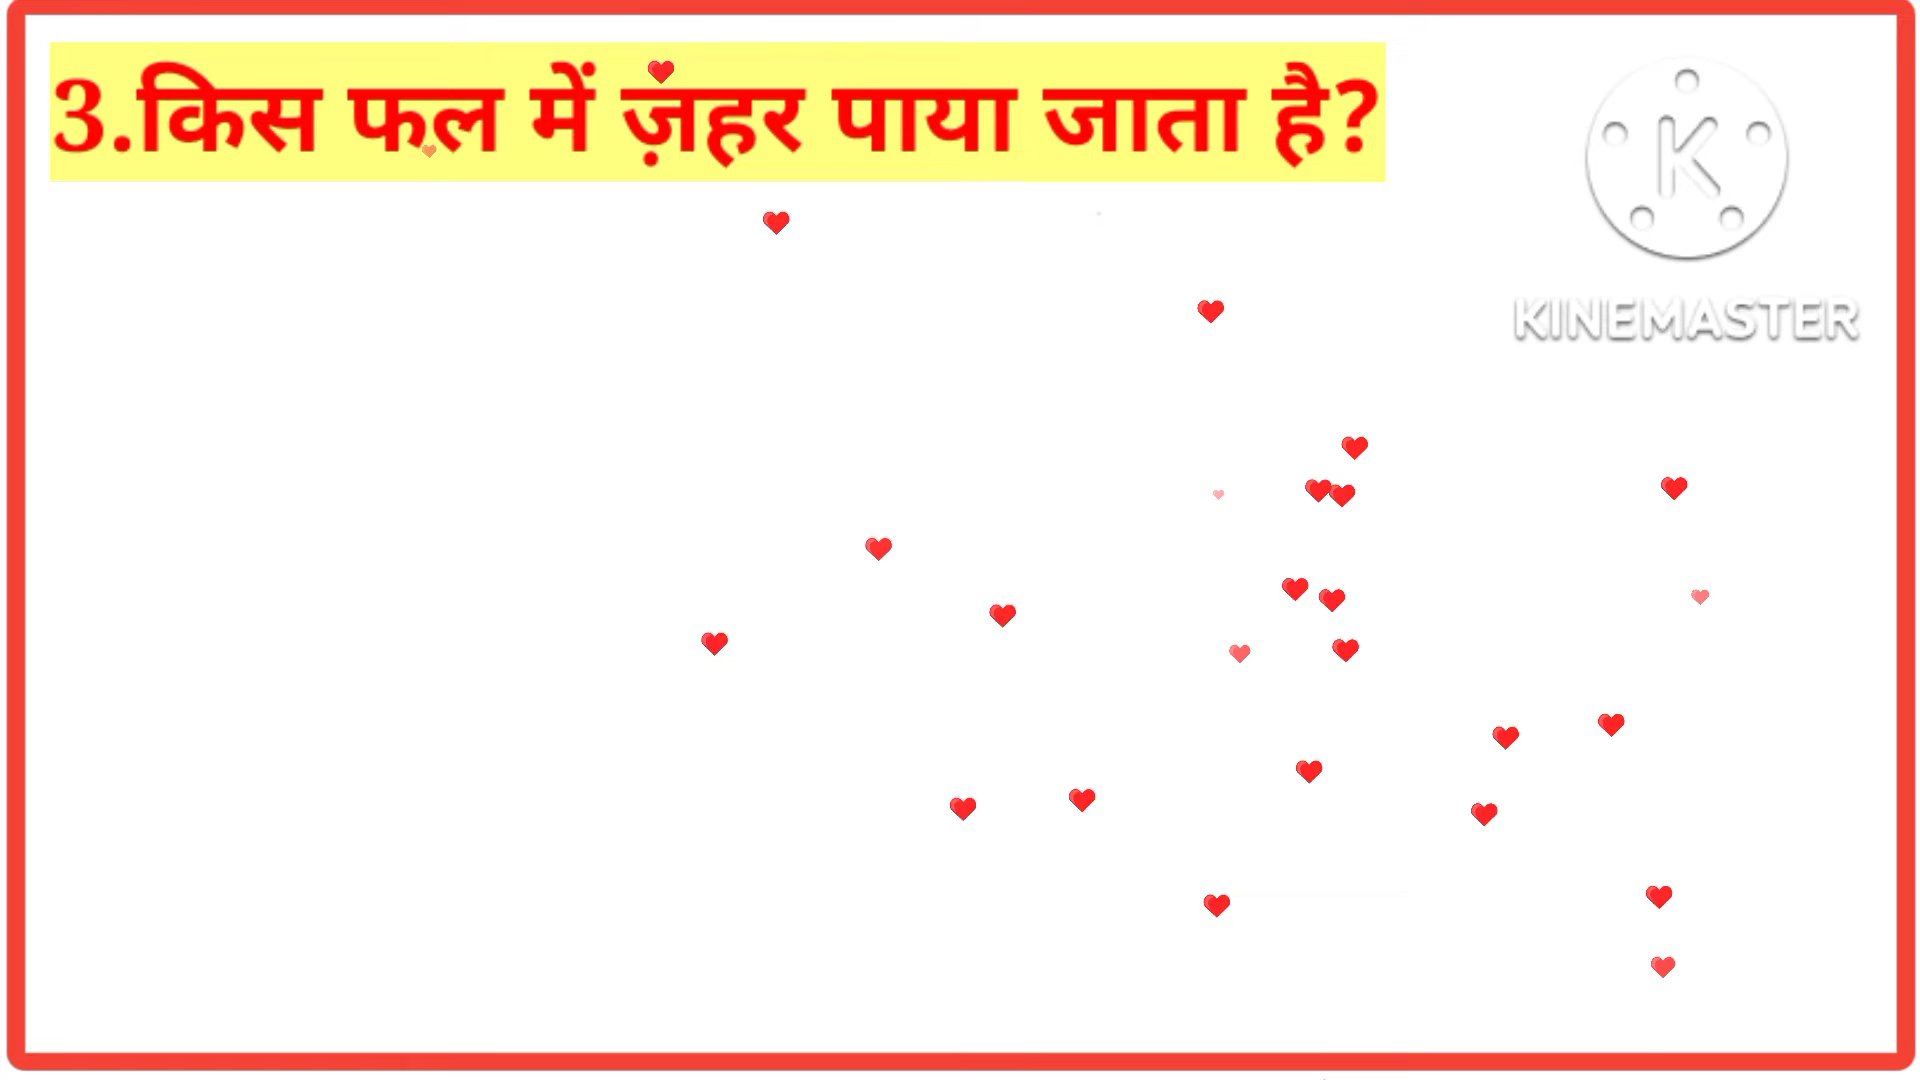 3.किस फल में ज़हर पाया जाता है?
K
KINEMASTER